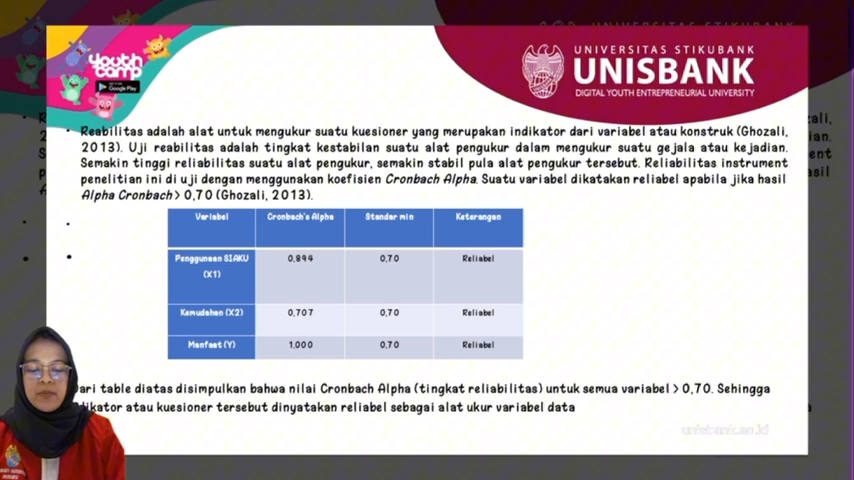 Youth
Camp
GET IT ON
Google Play
UNIVERSITAS STIKUBANK
UNISBANK
DIGITAL YOUTH ENTREPRENEURIAL UNIVERSITY
• Reabilitas adalah alat untuk mengukur suatu kuesioner yang merupakan indikator dari variabel atau konstruk (Ghozali,
2013). Uji reabilitas adalah tingkat kestabilan suatu alat pengukur dalam mengukur suatu gejala atau kejadian.
Semakin tinggi reliabilitas suatu alat pengukur, semakin stabil pula alat pengukur tersebut. Reliabilitas instrument
penelitian ini di uji dengan menggunakan koefisien Cronbach Alpha. Suatu variabel dikatakan reliabel apabila jika hasil
Alpha Cronbach > 0,70 (Ghozali, 2013).
Variabel Cronbach's Alpha Standar min Keterangan
Penggunaan SIAKU 0,894 0,70 Reliabel
(X1)
Kemudahan (X2) 0,707 0,70 Reliabel
Manfaat (Y) 1,000 0,70 Reliabel
ari table diatas disimpulkan bahwa nilai Cronbach Alpha (tingkat reliabilitas) untuk semua variabel > 0,70. Sehingga
dikator atau kuesioner tersebut dinyatakan reliabel sebagai alat ukur variabel data
unisbank.ac.id